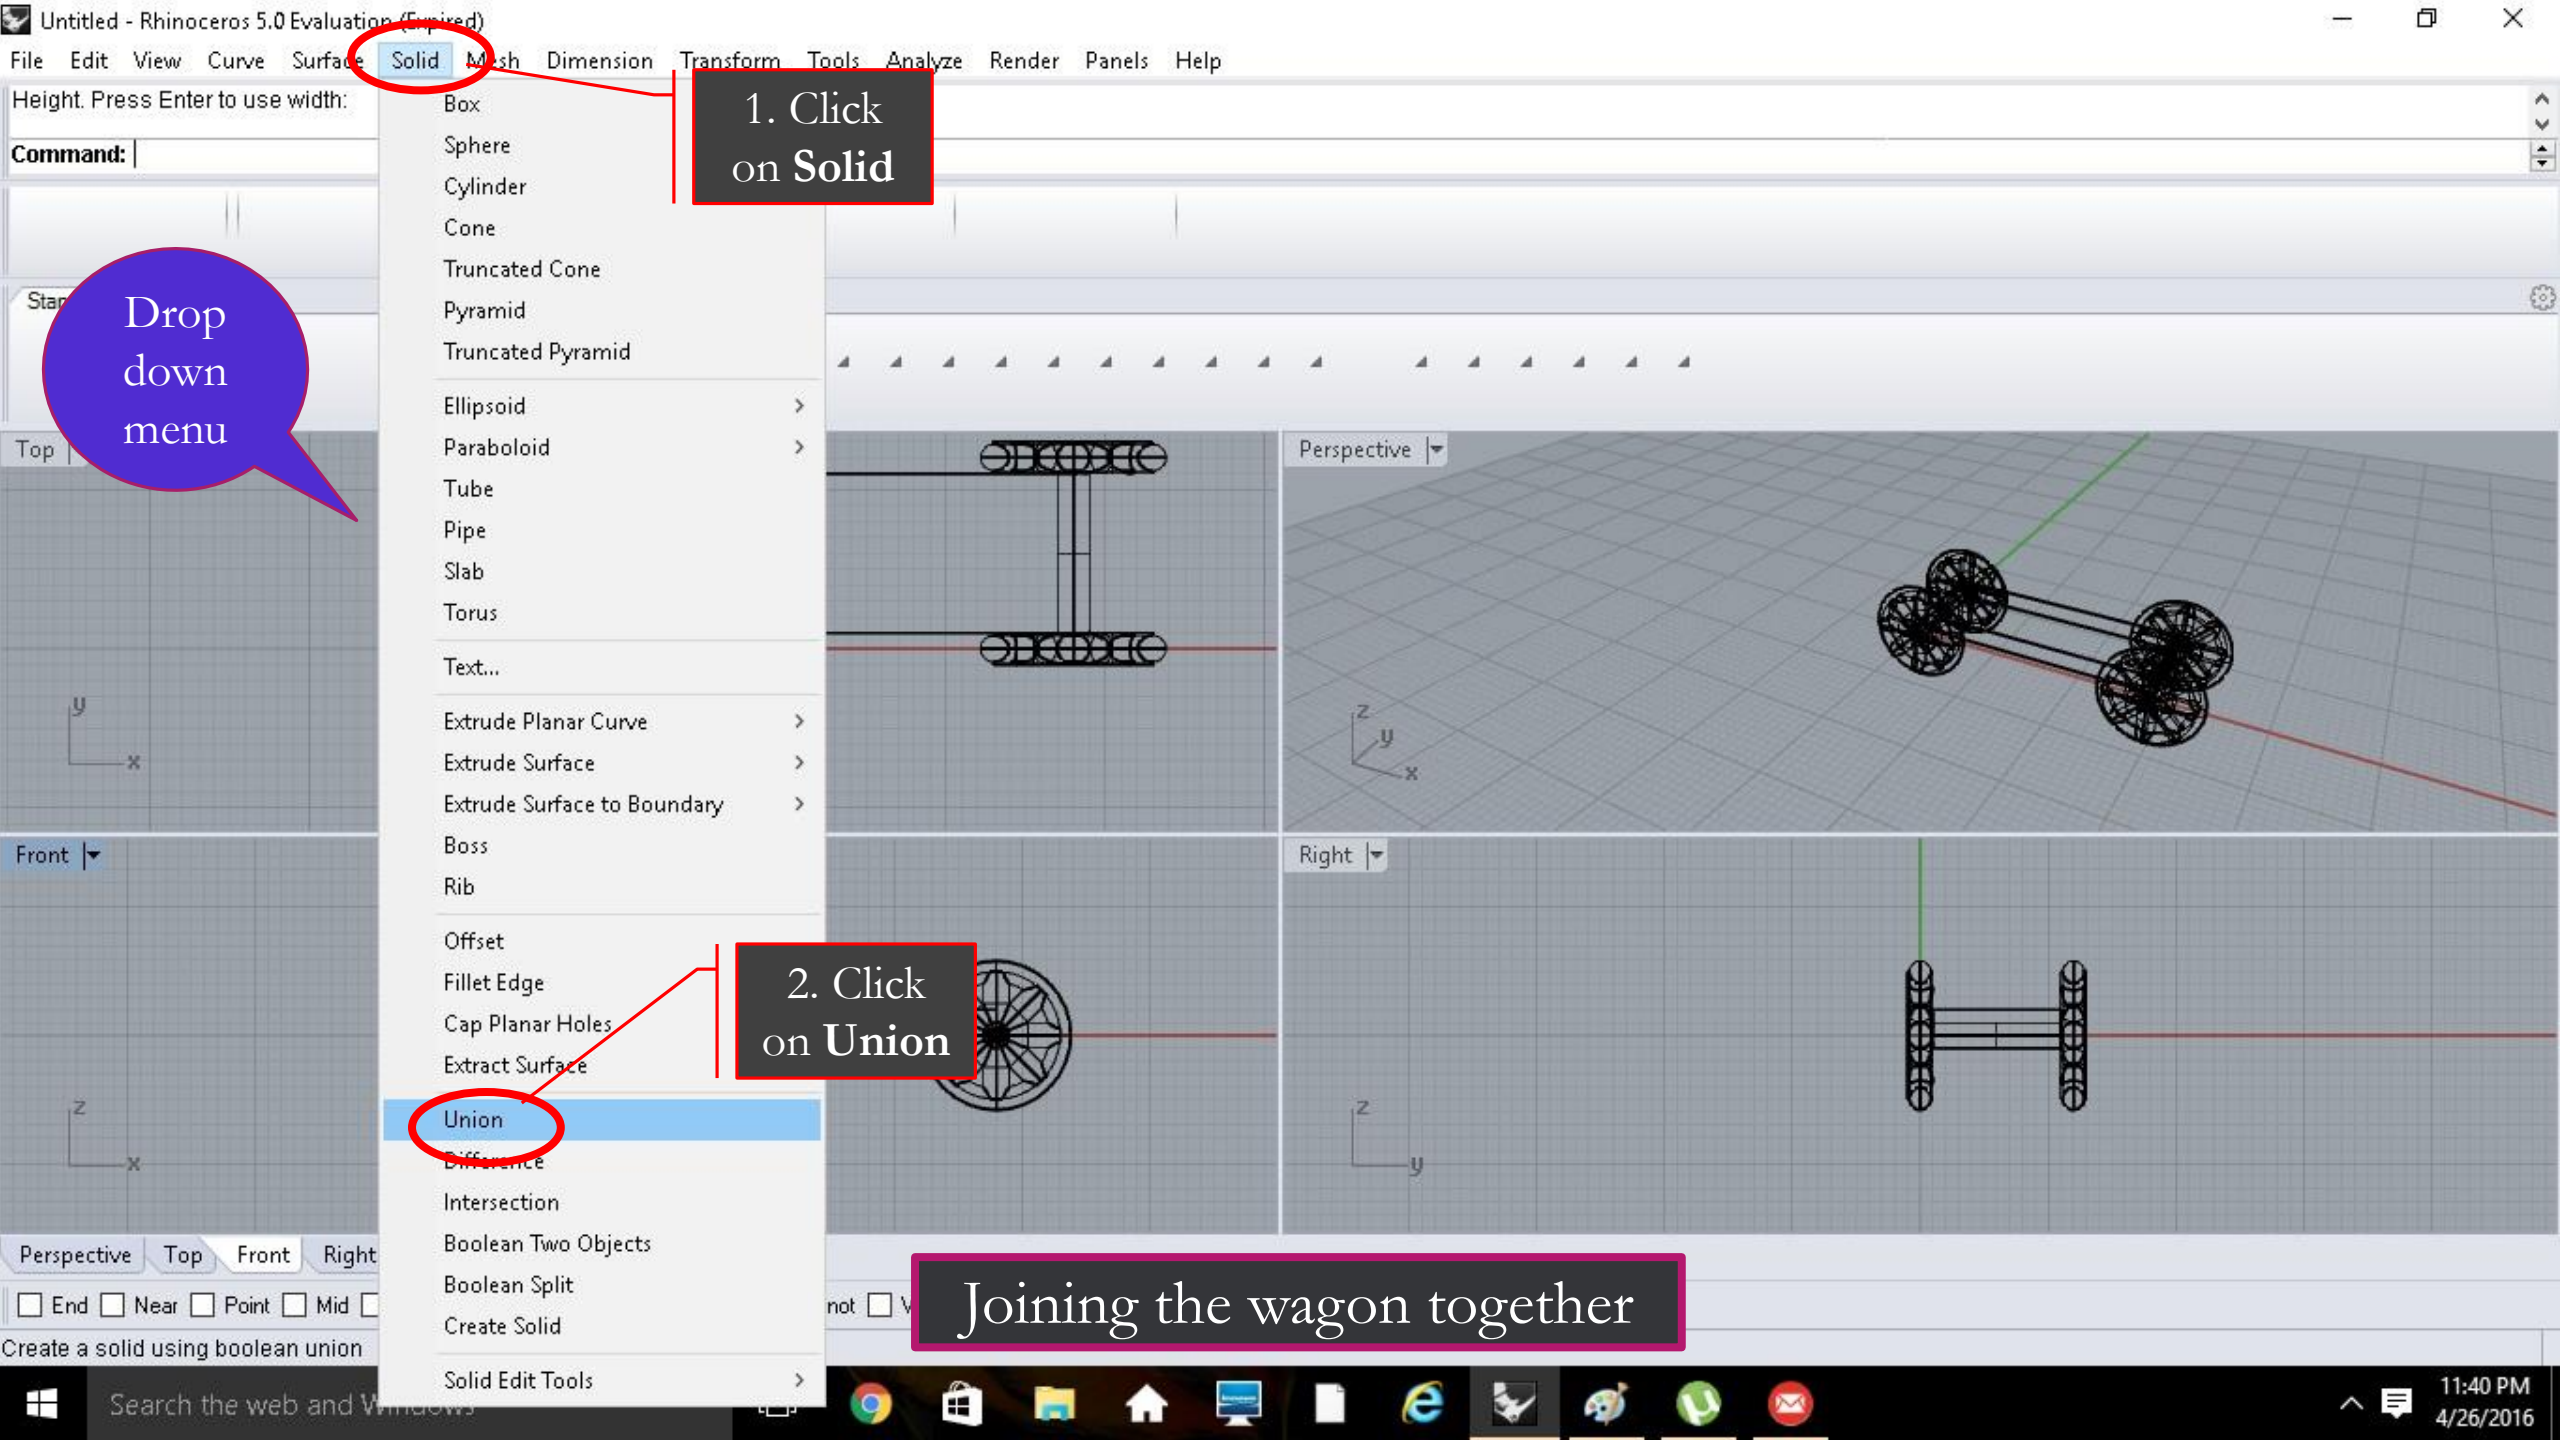 Untitled - Rhinoceros 5.0 Evaluation (Expired)
File Edit View Curve Surface Solid Mesh Dimension Transform Tools Analyze Render Panels Help
Height. Press Enter to use width:
Command:
1. Click
on Solid
Box
Sphere
Cylinder
Cone
Truncated Cone
Pyramid
Truncated Pyramid
Ellipsoid
Paraboloid
Tube
Pipe
Slab
Torus
Text...
Extrude Planar Curve
Extrude Surface
Extrude Surface to Boundary
Boss
Rib
Offset
Fillet Edge
Cap Planar Holes
Extract Surface
Union
Difference
Intersection
Boolean Two Objects
Boolean Split
Create Solid
Solid Edit Tools
Drop
down
menu
2. Click
on Union
Top
y
x
Perspective
z
y
x
Front
z
x
Right
z
y
Perspective Top Front Right
End Near Point Mid
Joining the wagon together
Create a solid using boolean union
Search the web and Windows
11:40 PM
4/26/2016